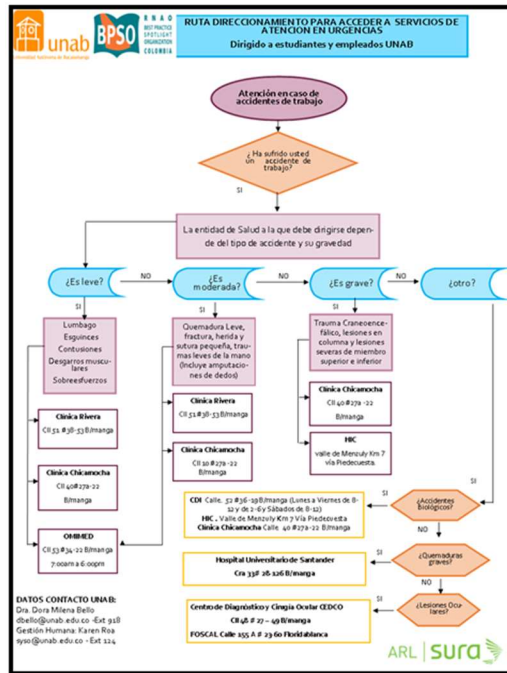 unab
Universidad Autónoma de Bucaramanga
BPSO
RNAO
BEST PRACTICE
SPOTLIGHT
ORGANIZATION
COLOMBIA
RUTA DIRECCIONAMIENTO PARA ACCEDER A SERVICIOS DE
ATENCION EN URGENCIAS
Dirigido a estudiantes y empleados UNAB
Atención en caso de
accidentes de trabajo
¿Ha sufrido usted
un accidente de
trabajo?
SI
La entidad de Salud a la que debe dirigirse depen-
de del tipo de accidente y su gravedad
¿Es leve?
NO
¿Es
moderada?
NO
¿Es grave?
NO
¿otro?
SI
SI
SI
Lumbago
Esguinces
Contusiones
Desgarros muscu-
lares
Sobreesfuerzos
Quemadura Leve,
fractura, herida y
sutura pequeña, trau-
mas leves de la mano
(Incluye amputacio-
nes de dedos)
Trauma Craneoence-
fálico, lesiones en
columna y lesiones
severas de miembro
superior e inferior
Clínica Rivera
Cll 51 #38-53 B/manga
Clínica Chicamocha
Cll 40#27a-22
B/manga
OMIMED
Cll 53 #34-22 B/manga
7:00am a 6:00pm
Clínica Rivera
Cll 51 #38-53 B/manga
Clínica Chicamocha
Cll 10 #27a-22
B/manga
Clínica Chicamocha
Cll 40 #27a -22
B/manga
HIC
valle de Menzuly Km 7
vía Piedecuesta.
SI
¿Accidentes
Biológicos?
CDI Calle. 52 #36 -19 B/manga (Lunes a Viernes de 8-
12 y de 2-6 y Sábados de 8-12)
HIC . Valle de Menzuly Km 7 Vía Piedecuesta
Clínica Chicamocha Calle 40 #27a-22 B/manga
NO
SI
¿Quemaduras
graves?
Hospital Universitario de Santander
Cra 33# 28-126 B/manga
NO
SI
¿Lesiones Ocu-
lares?
Centro de Diagnóstico y Cirugía Ocular CEDCO
Cll 48 # 27 – 49 B/manga
FOSCAL Calle 155 A # 23 60 Floridablanca
DATOS CONTACTO UNAB:
Dra. Dora Milena Bello
dbello@unab.edu.co -Ext 918
Gestión Humana: Karen Roa
syso@unab.edu.co - Ext 124
ARL | sura